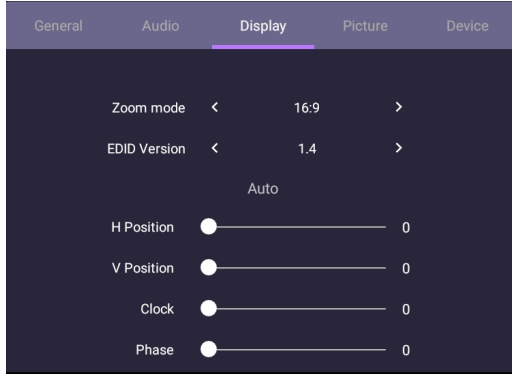 General Audio Display Picture Device
Zoom mode < 16:9 >
EDID Version < 1.4 >
Auto
H Position 0
V Position 0
Clock 0
Phase 0